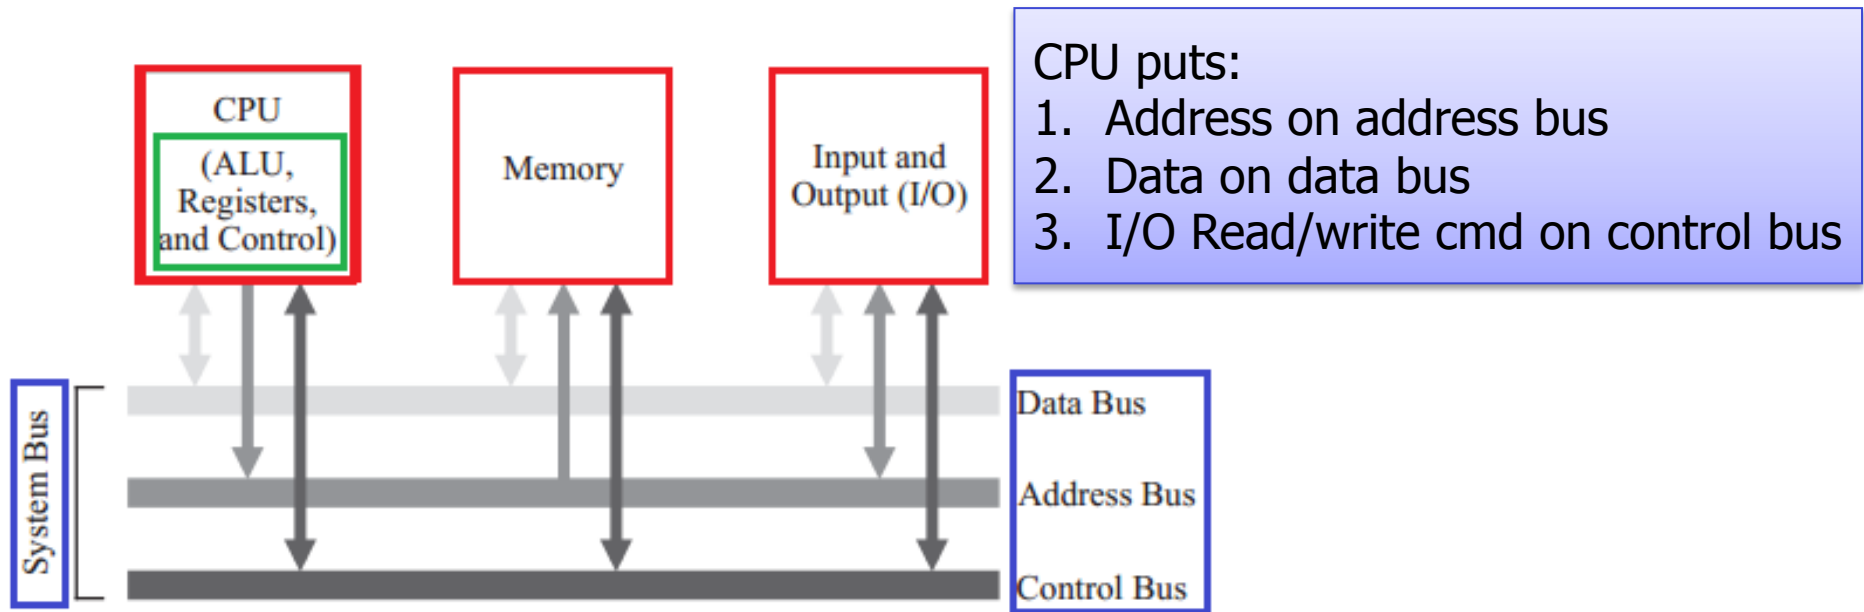 CPU
(ALU,
Registers,
and Control)
Memory
Input and
Output (I/O)
CPU puts:
1. Address on address bus
2. Data on data bus
3. I/O Read/write cmd on control bus
System Bus
Data Bus
Address Bus
Control Bus